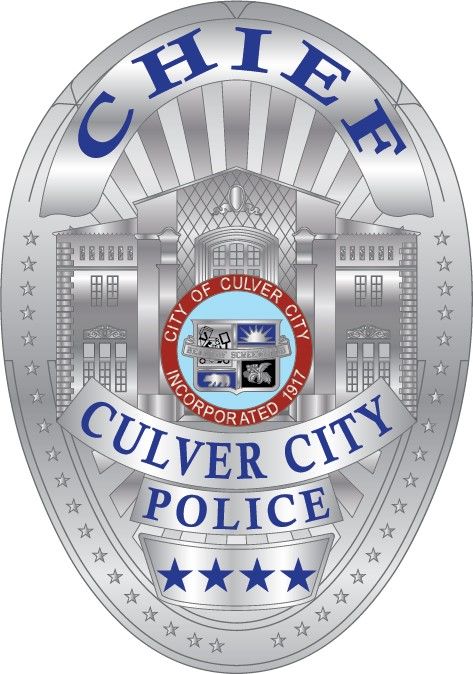 CHIEF
CITY OF CULVER CITY
INCORPORATED 1917
CULVER CITY
POLICE